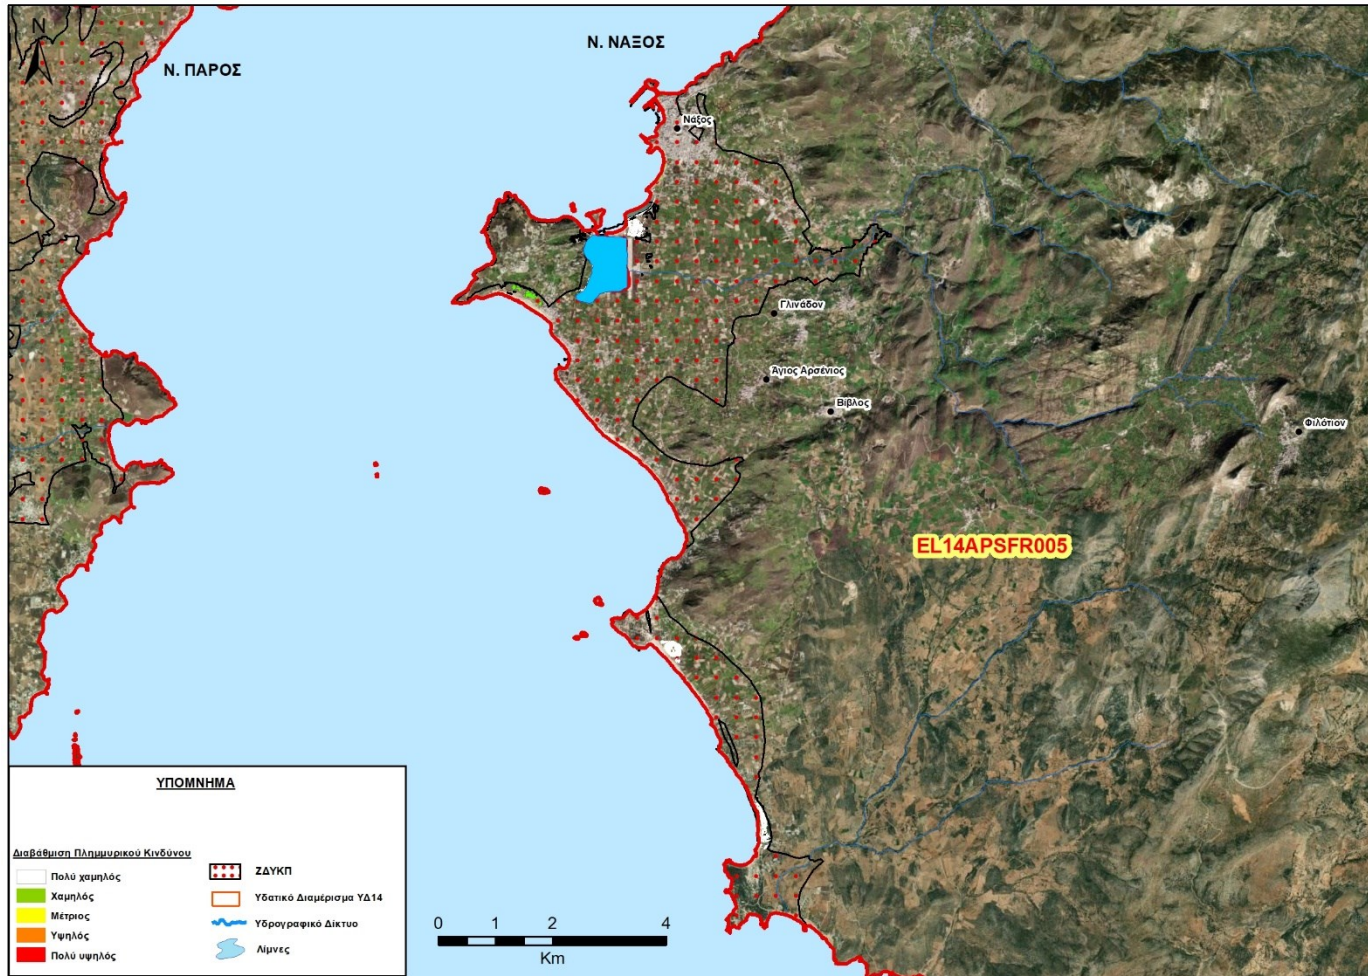 N
Ν. ΠΑΡΟΣ
Ν. ΝΑΞΟΣ
Νάξος
Γλινάδον
Άγιος Αρσένιος
Βίβλος
Φιλότιον
EL14APSFR005
ΥΠΟΜΝΗΜΑ
Διαβάθμιση Πλημμυρικού Κινδύνου
Πολύ χαμηλός
Χαμηλός
Μέτριος
Υψηλός
Πολύ υψηλός
ΖΔΥΚΠ
Υδατικό Διαμέρισμα ΥΔ14
Υδρογραφικό Δίκτυο
Λίμνες
0 1 2 4
Km